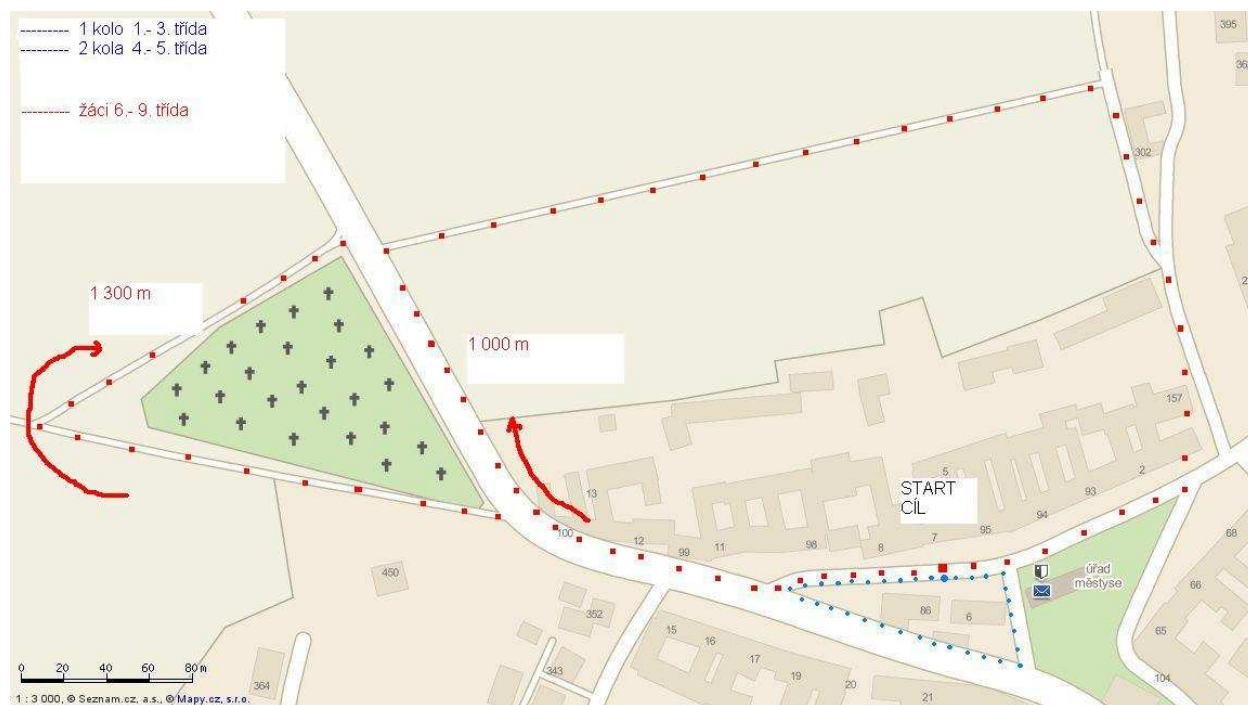 --------- 1 kolo 1.- 3. třída
--------- 2 kola 4.- 5. třída
--------- žáci 6.- 9. třída
395
302
1 300 m
1 000 m
157
START
CÍL
5
2
93
94
95
7
8
98
11
99
12
13
100
úřad
městyse
450
352
86
6
68
66
65
15
16
17
19
20
21
343
364
104
0 20 40 60 80 m
1 : 3 000, © Seznam.cz, a.s., © Mapy.cz, s.r.o.